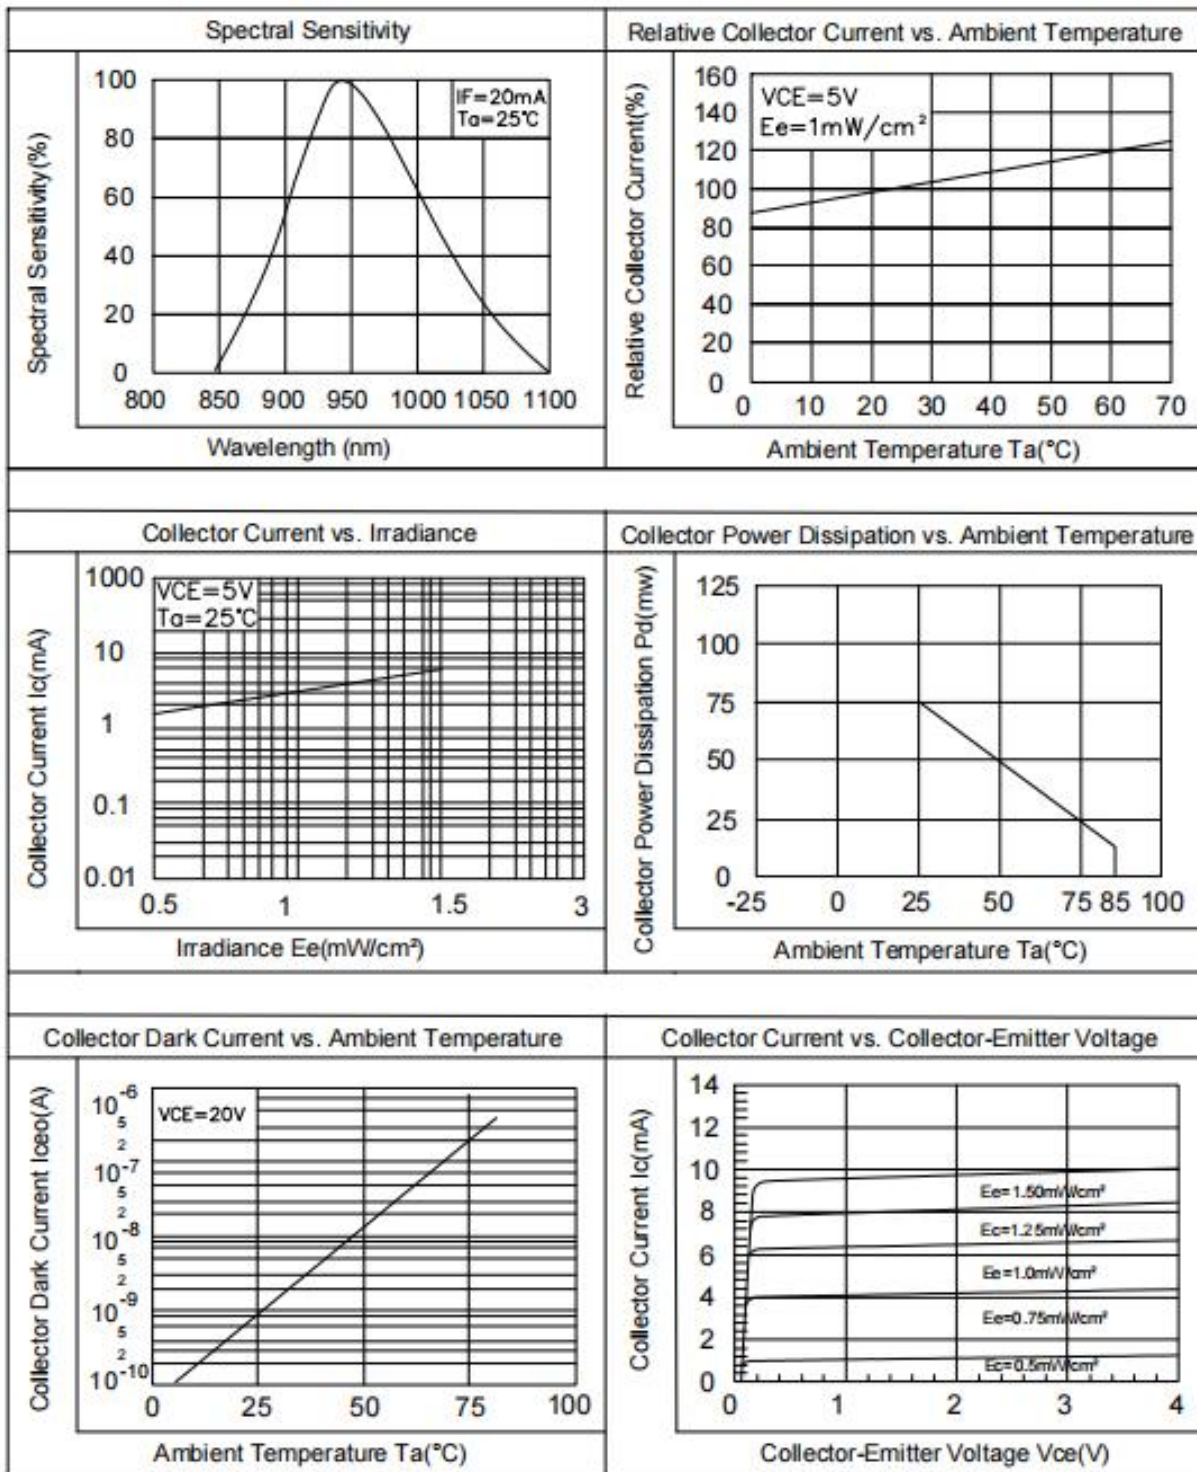 Spectral Sensitivity
Spectral Sensitivity(%)
100
80
60
40
20
0
IF=20mA
Ta=25℃
800 850 900 950 1000 1050 1100
Wavelength (nm)
Relative Collector Current vs. Ambient Temperature
Relative Collector Current(%)
160
140
120
100
80
60
40
20
0
VCE=5V
Ee=1mW/cm²
0 10 20 30 40 50 60 70
Ambient Temperature Ta(°C)
Collector Current vs. Irradiance
Collector Current Ic(mA)
1000
10
1
0.1
0.01
VCE=5V
Ta=25℃
0.5 1 1.5 3
Irradiance Ee(mW/cm²)
Collector Power Dissipation vs. Ambient Temperature
Collector Power Dissipation Pd(mw)
125
100
75
50
25
0
-25 0 25 50 75 85 100
Ambient Temperature Ta(°C)
Collector Dark Current vs. Ambient Temperature
Collector Dark Current Iceo(A)
10⁻⁶
5
2
10⁻⁷
5
2
10⁻⁸
5
2
10⁻⁹
5
2
10⁻¹⁰
VCE=20V
0 25 50 75 100
Ambient Temperature Ta(°C)
Collector Current vs. Collector-Emitter Voltage
Collector Current Ic(mA)
14
12
10
8
6
4
2
0
Ee=1.50mW/cm²
Ec=1.25mW/cm²
Ee=1.0mW/cm²
Ee=0.75mW/cm²
Ec=0.5mW/cm²
0 1 2 3 4
Collector-Emitter Voltage Vce(V)